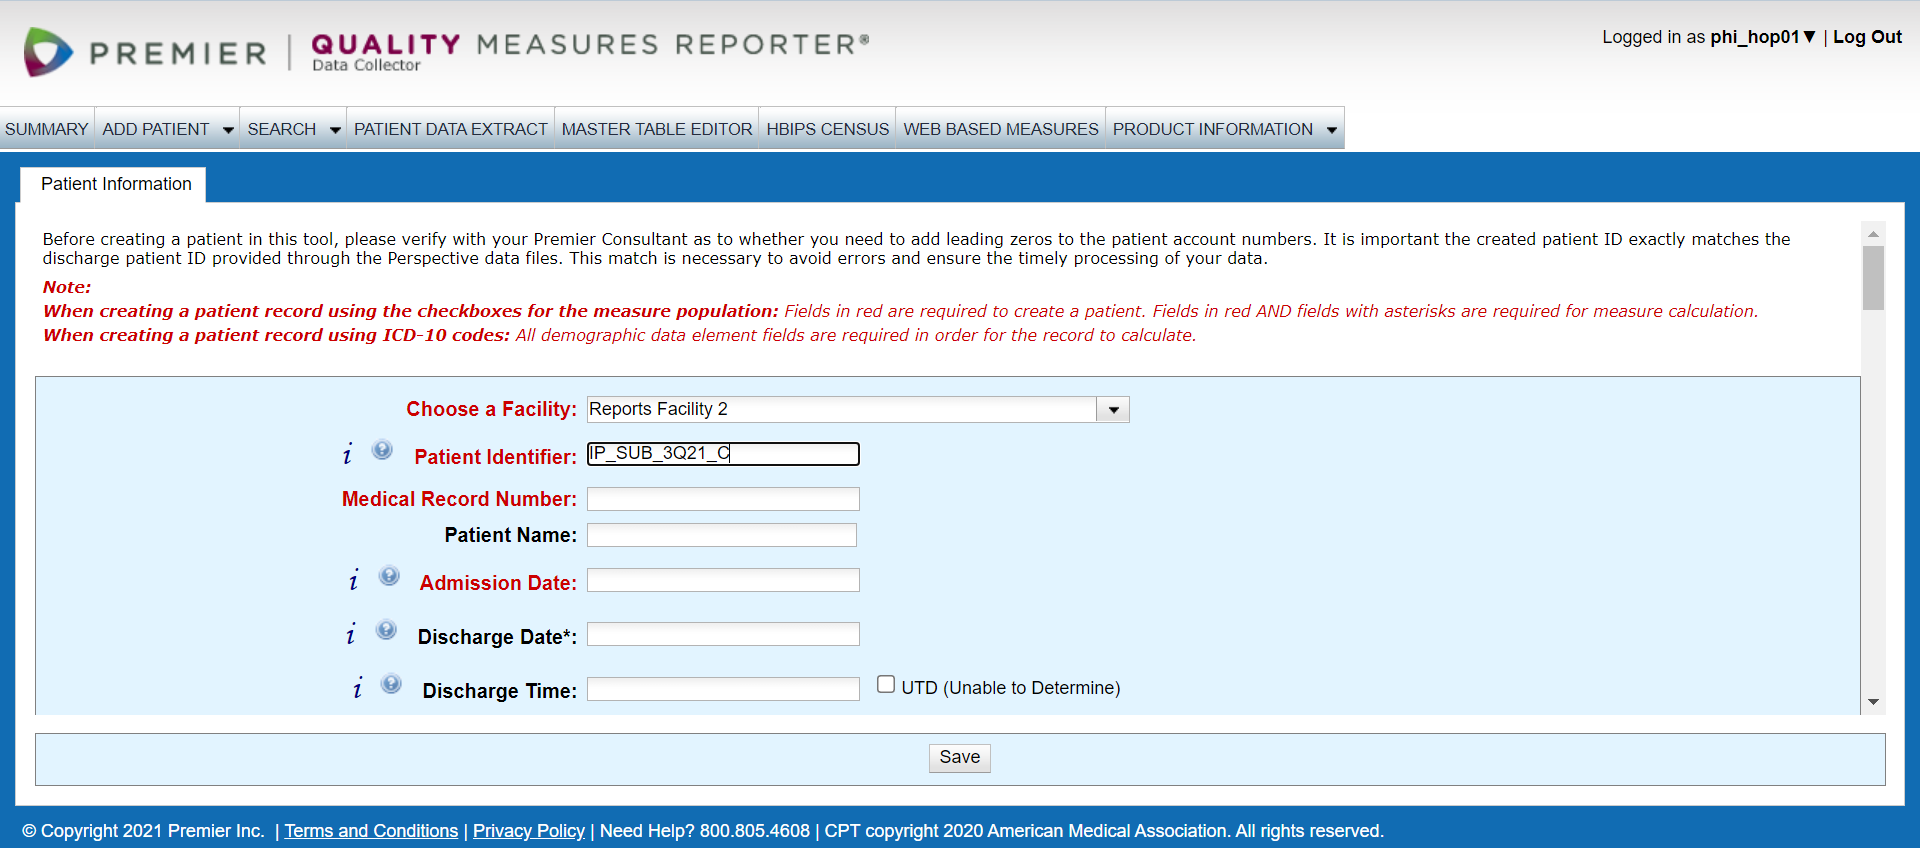 PREMIER | QUALITY MEASURES REPORTER®
Data Collector
Logged in as phi_hop01▼ | Log Out
SUMMARY ADD PATIENT SEARCH PATIENT DATA EXTRACT MASTER TABLE EDITOR HBIPS CENSUS WEB BASED MEASURES PRODUCT INFORMATION
Patient Information
Before creating a patient in this tool, please verify with your Premier Consultant as to whether you need to add leading zeros to the patient account numbers. It is important the created patient ID exactly matches the
discharge patient ID provided through the Perspective data files. This match is necessary to avoid errors and ensure the timely processing of your data.
Note:
When creating a patient record using the checkboxes for the measure population: Fields in red are required to create a patient. Fields in red AND fields with asterisks are required for measure calculation.
When creating a patient record using ICD-10 codes: All demographic data element fields are required in order for the record to calculate.
Choose a Facility: Reports Facility 2
i ? Patient Identifier: IP_SUB_3Q21_C
Medical Record Number:
Patient Name:
i ? Admission Date:
i ? Discharge Date*:
i ? Discharge Time: UTD (Unable to Determine)
Save
© Copyright 2021 Premier Inc. | Terms and Conditions | Privacy Policy | Need Help? 800.805.4608 | CPT copyright 2020 American Medical Association. All rights reserved.